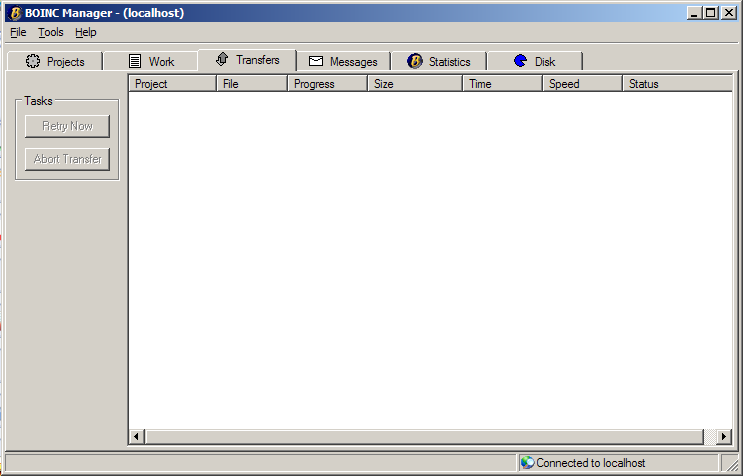 BOINC Manager - (localhost)
File Tools Help
Projects Work Transfers Messages Statistics Disk
Project File Progress Size Time Speed Status
Tasks
Retry Now
Abort Transfer
Connected to localhost